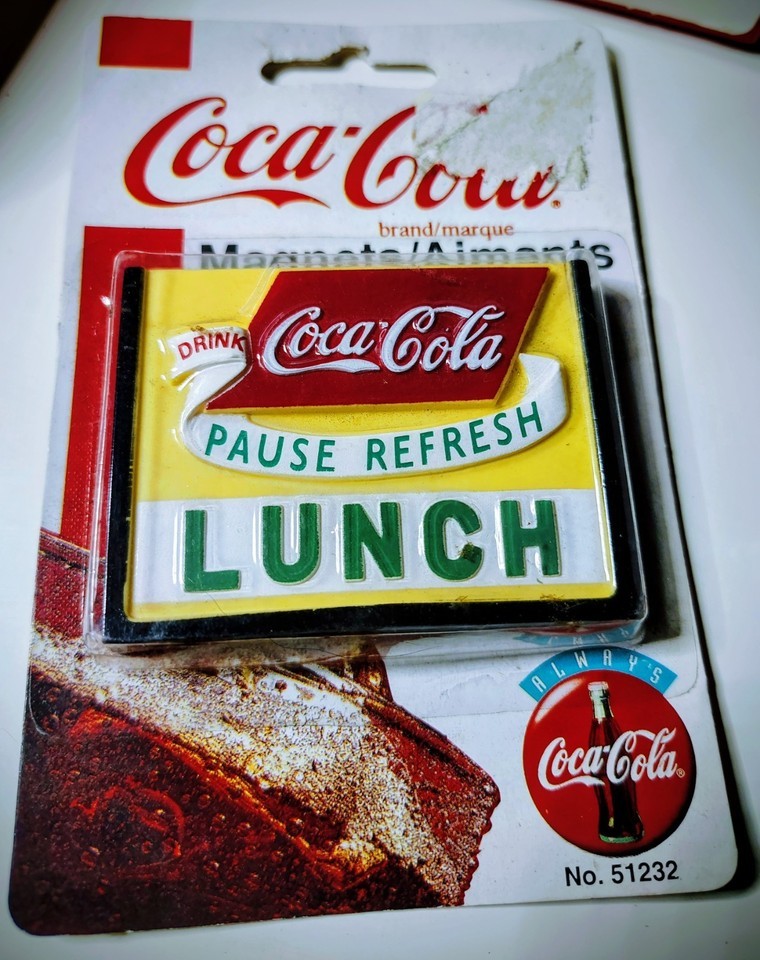 Coca-Cola®
brand/marque
Magnets/Aimants
DRINK
Coca-Cola
PAUSE REFRESH
LUNCH
ALWAYS
Coca-Cola®
No. 51232